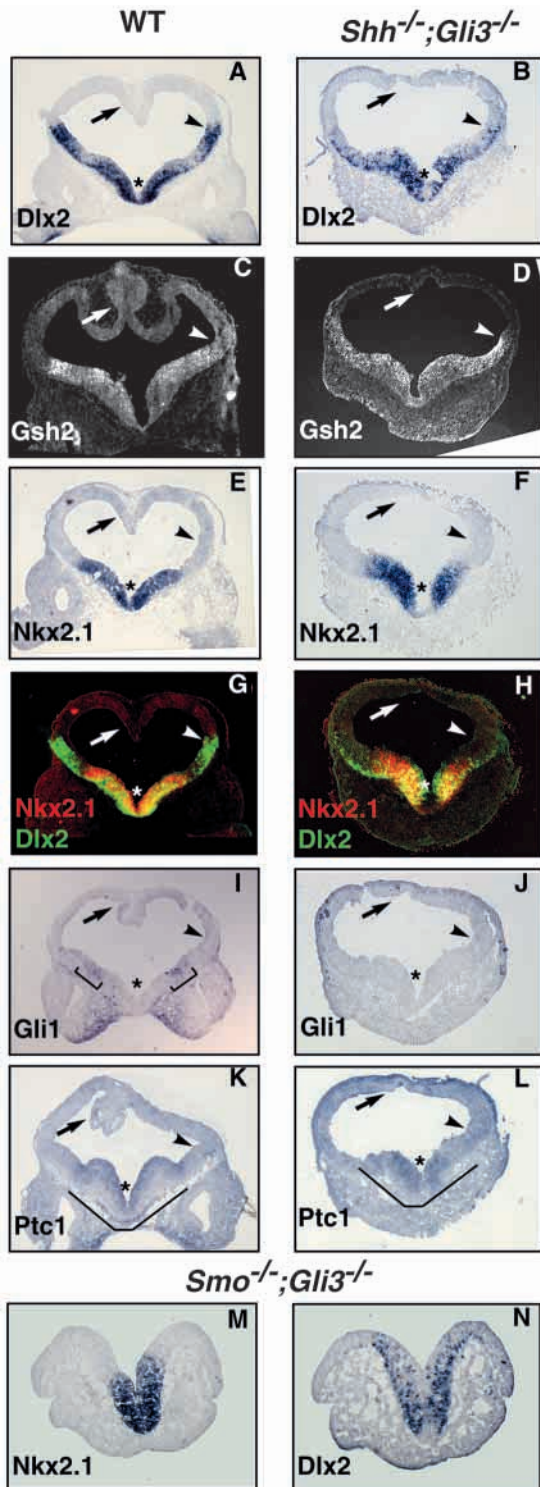 WT
Shh-/-;Gli3-/-
A
Dlx2
B
Dlx2
C
Gsh2
D
Gsh2
E
*
Nkx2.1
F
*
Nkx2.1
G
*
Nkx2.1
Dlx2
H
*
Nkx2.1
Dlx2
I
*
Gli1
J
*
Gli1
K
*
Ptc1
L
*
Ptc1
Smo-/-;Gli3-/-
M
Nkx2.1
N
Dlx2